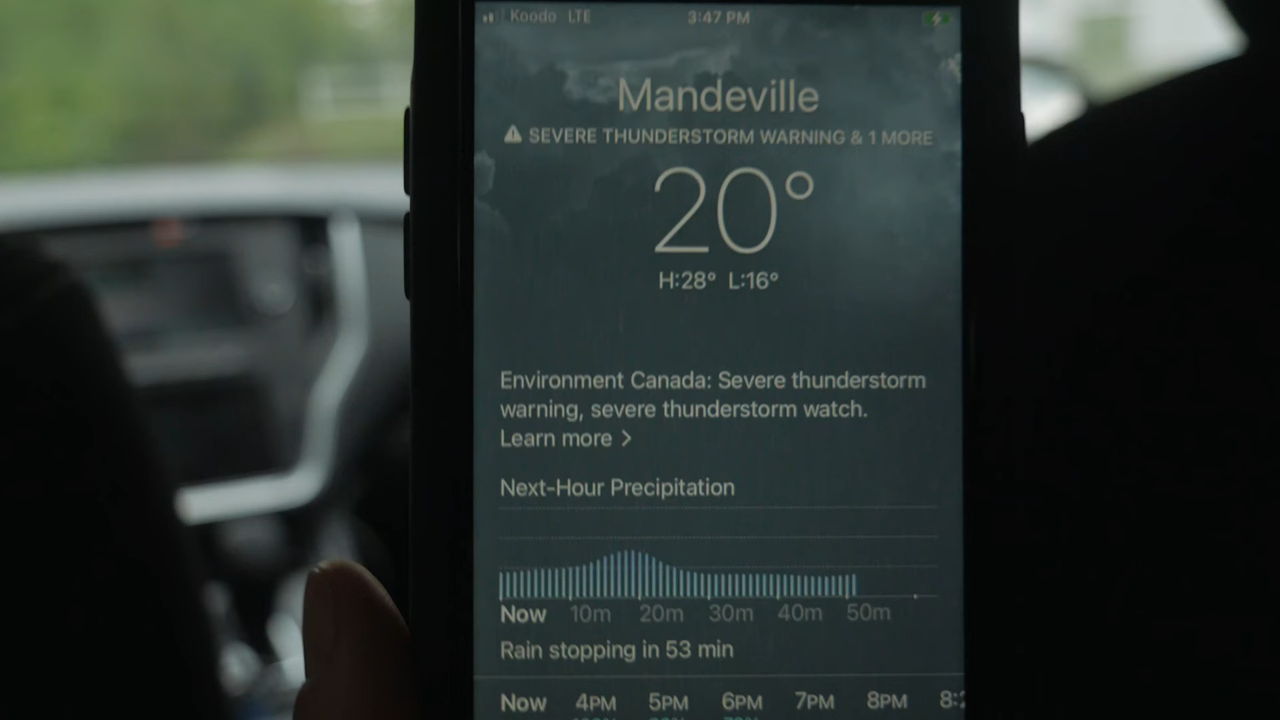 Koodo LTE 3:47 PM
Mandeville
SEVERE THUNDERSTORM WARNING & 1 MORE
20°
H:28° L:16°
Environment Canada: Severe thunderstorm
warning, severe thunderstorm watch.
Learn more >
Next-Hour Precipitation
Now 10m 20m 30m 40m 50m
Rain stopping in 53 min
Now 4PM 5PM 6PM 7PM 8PM